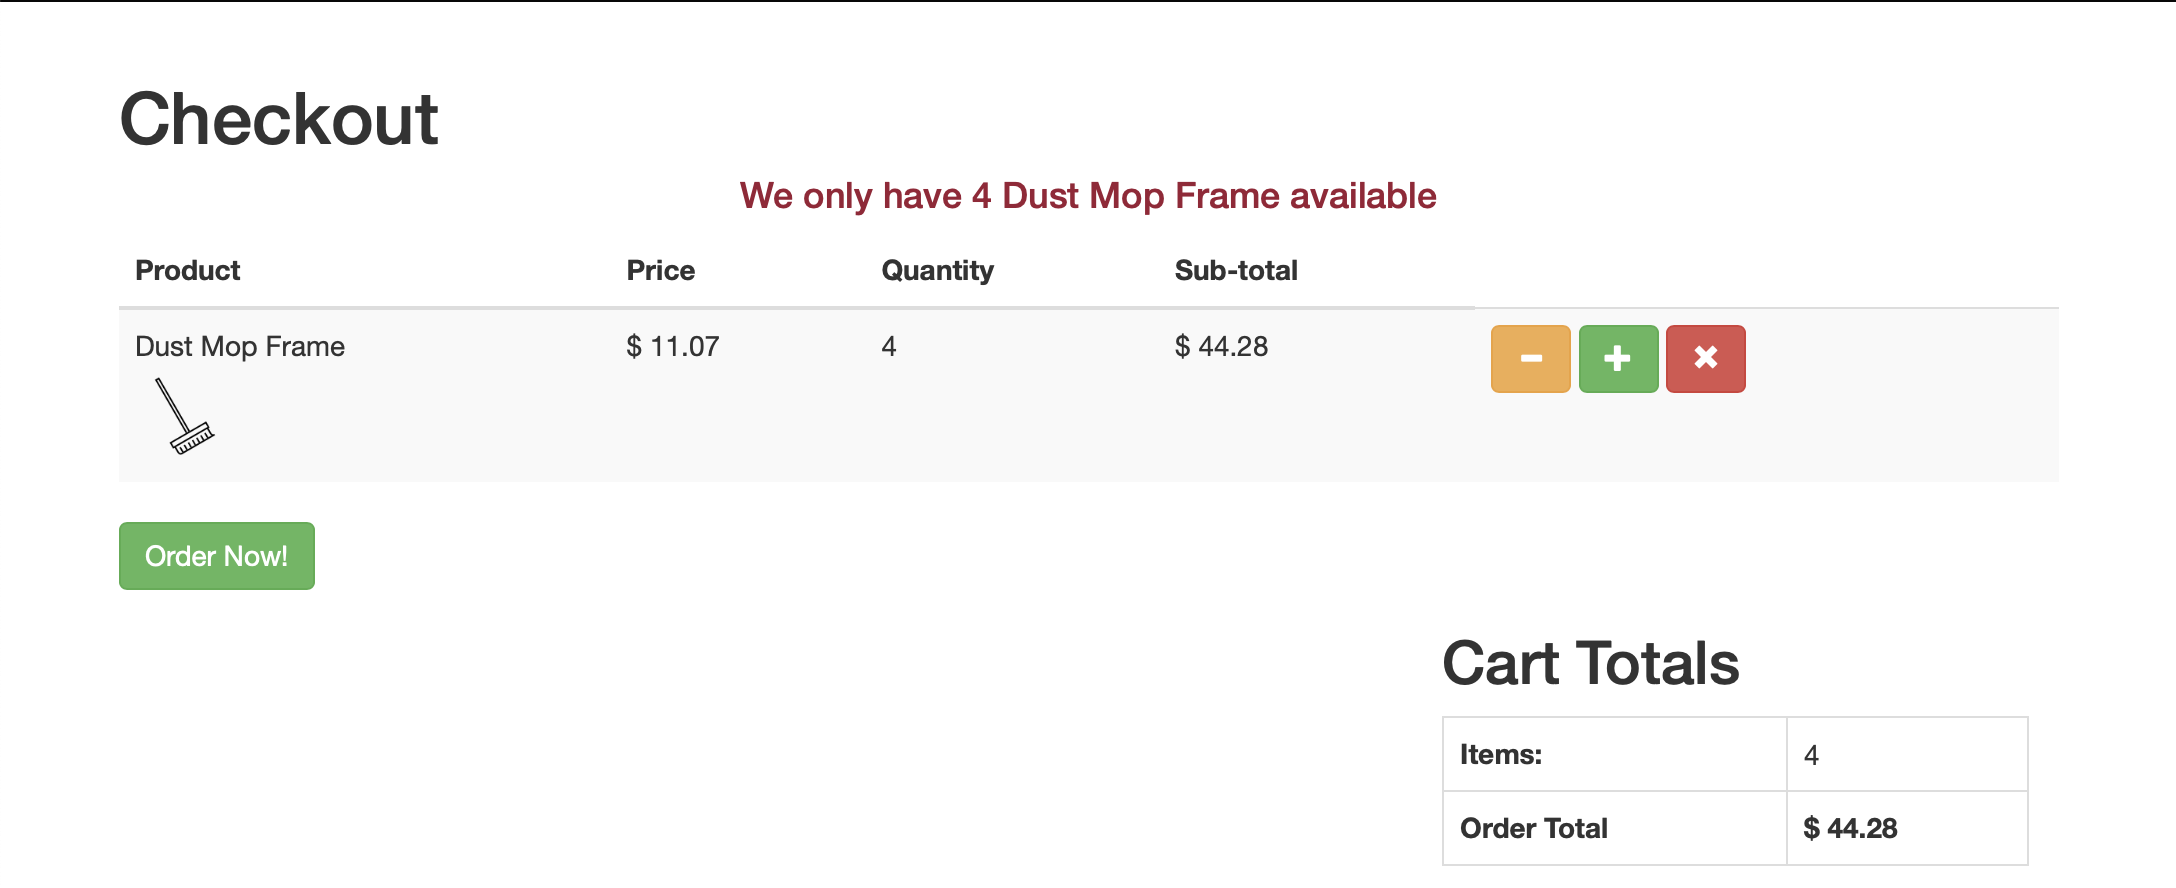 Checkout
We only have 4 Dust Mop Frame available
Product Price Quantity Sub-total
Dust Mop Frame $ 11.07 4 $ 44.28
Order Now!
Cart Totals
Items: 4
Order Total $ 44.28